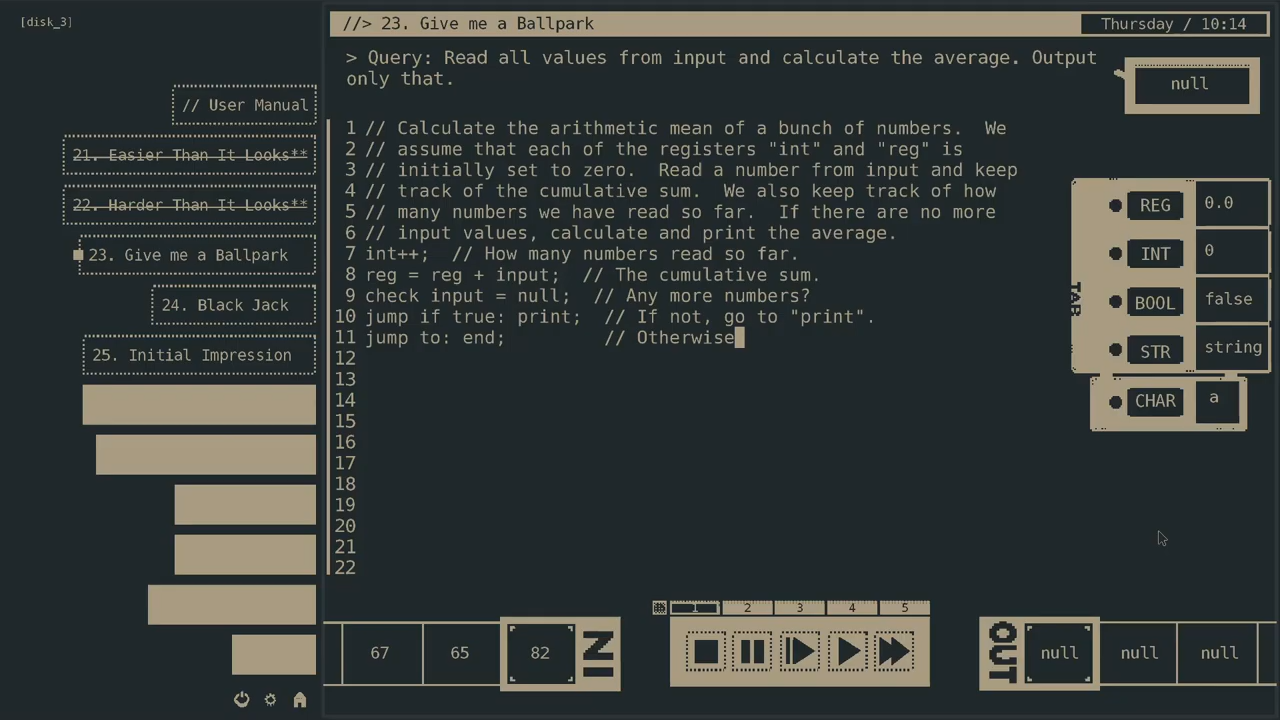 [disk_3]
// User Manual
21. Easier Than It Looks**
22. Harder Than It Looks**
23. Give me a Ballpark
24. Black Jack
25. Initial Impression
//> 23. Give me a Ballpark
Thursday / 10:14
> Query: Read all values from input and calculate the average. Output
only that.
1 // Calculate the arithmetic mean of a bunch of numbers.  We
2 // assume that each of the registers "int" and "reg" is
3 // initially set to zero.  Read a number from input and keep
4 // track of the cumulative sum.  We also keep track of how
5 // many numbers we have read so far.  If there are no more
6 // input values, calculate and print the average.
7 int++;  // How many numbers read so far.
8 reg = reg + input;  // The cumulative sum.
9 check input = null;  // Any more numbers?
10 jump if true: print;  // If not, go to "print".
11 jump to: end;         // Otherwise
12
13
14
15
16
17
18
19
20
21
22
null
REG 0.0
INT 0
BOOL false
STR string
CHAR a
67 65 82 IN
1 2 3 4 5
OUT null null null